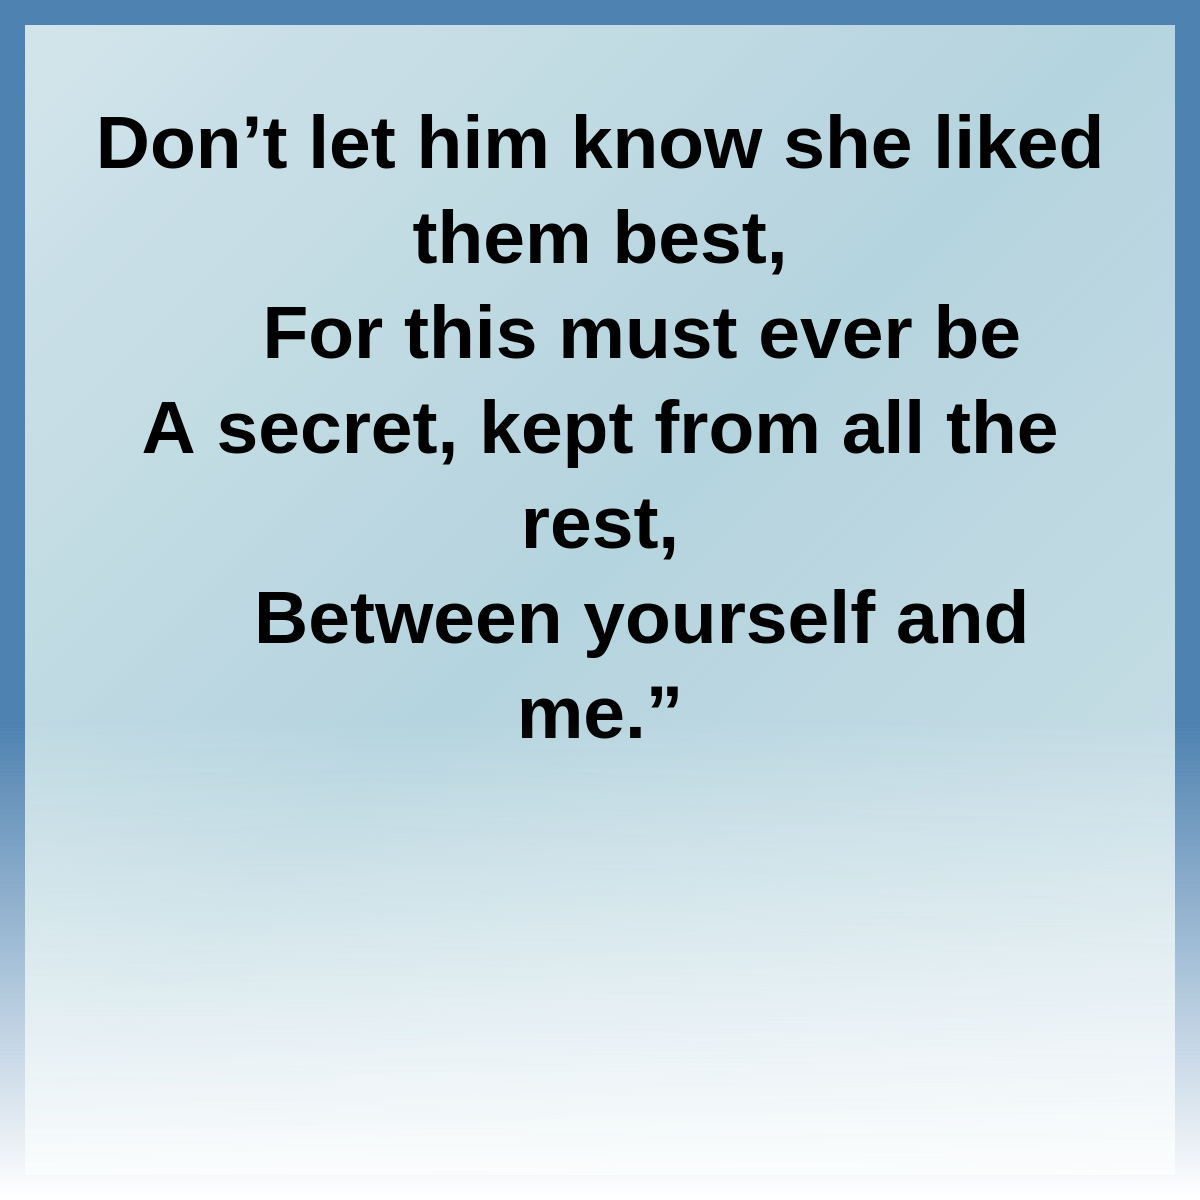 Don’t let him know she liked
them best,
For this must ever be
A secret, kept from all the
rest,
Between yourself and
me.”